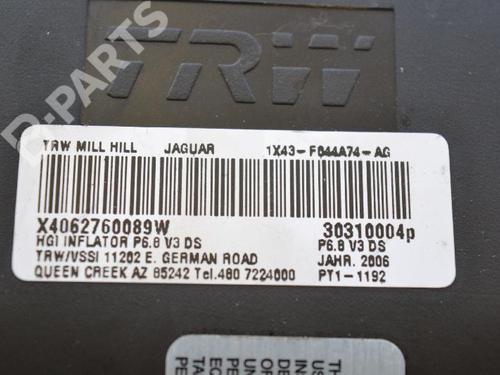 TRW
B-PARTS
TRW MILL HILL JAGUAR 1X43-F044A74-AG
X4062760089W 30310004p
HGI INFLATOR P6.8 V3 DS P6.8 V3 DS
TRW/VSSI 11202 E. GERMAN ROAD JAHR. 2006
QUEEN CREEK AZ 85242 Tel.480 7224000 PY1-1192